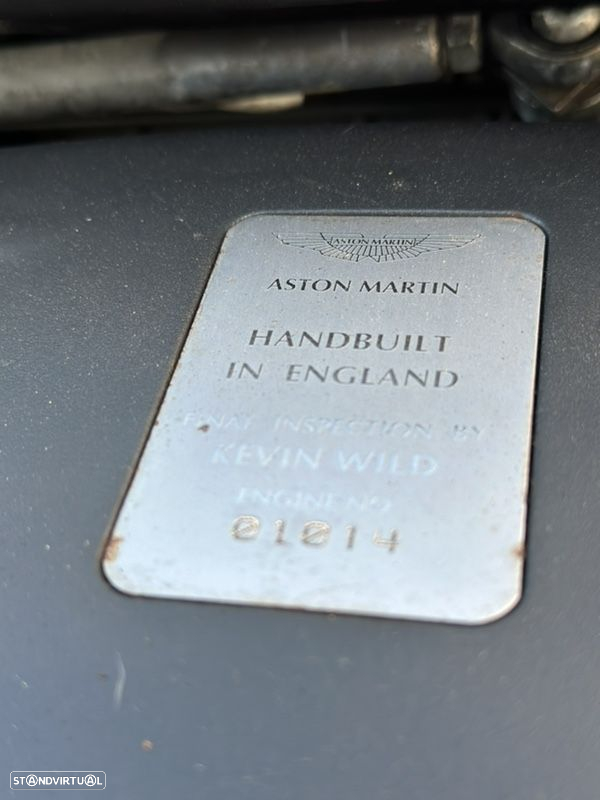 ASTON MARTIN
ASTON MARTIN
HANDBUILT
IN ENGLAND
FINAL INSPECTION BY
KEVIN WILD
ENGINE NO
01014
STANDVIRTUAL